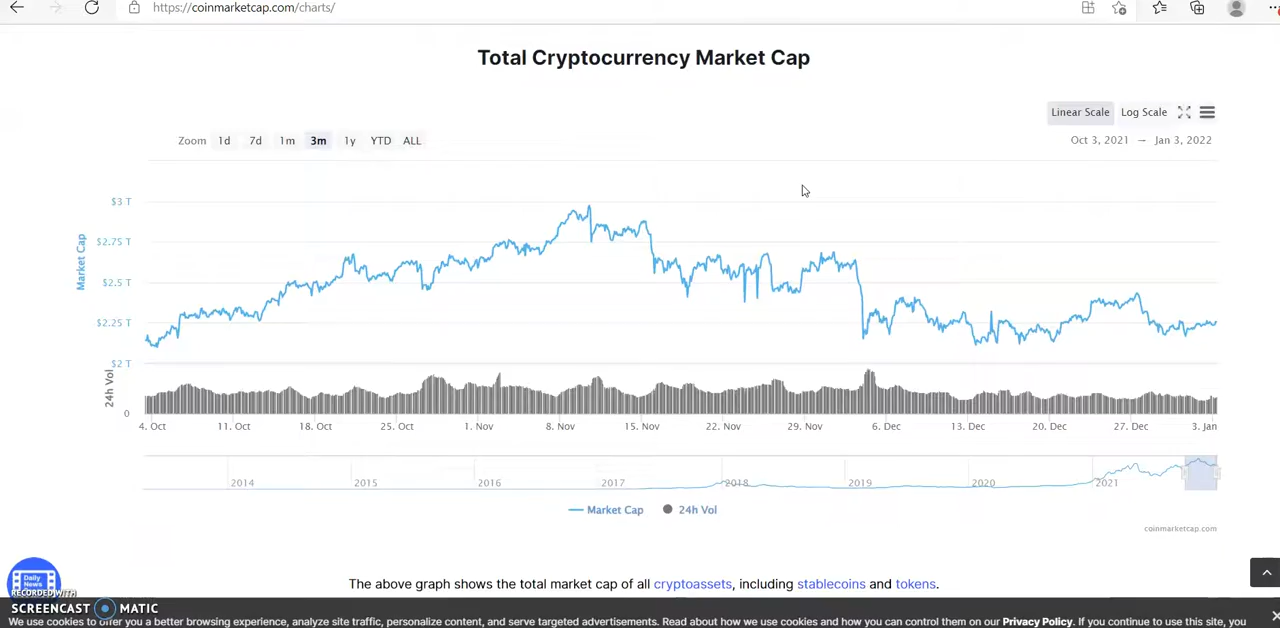 https://coinmarketcap.com/charts/
Total Cryptocurrency Market Cap
Linear Scale Log Scale
Zoom 1d 7d 1m 3m 1y YTD ALL
Oct 3, 2021 → Jan 3, 2022
$3 T
$2.75 T
$2.5 T
$2.25 T
$2 T
Market Cap
24h Vol
0
4. Oct 11. Oct 18. Oct 25. Oct 1. Nov 8. Nov 15. Nov 22. Nov 29. Nov 6. Dec 13. Dec 20. Dec 27. Dec 3. Jan
2014 2015 2016 2017 2018 2019 2020 2021
Market Cap 24h Vol
coinmarketcap.com
The above graph shows the total market cap of all cryptoassets, including stablecoins and tokens.
Daily
News
RECORDED WITH
SCREENCAST MATIC
We use cookies to offer you a better browsing experience, analyze site traffic, personalize content, and serve targeted advertisements. Read about how we use cookies and how you can control them on our Privacy Policy. If you continue to use this site, you